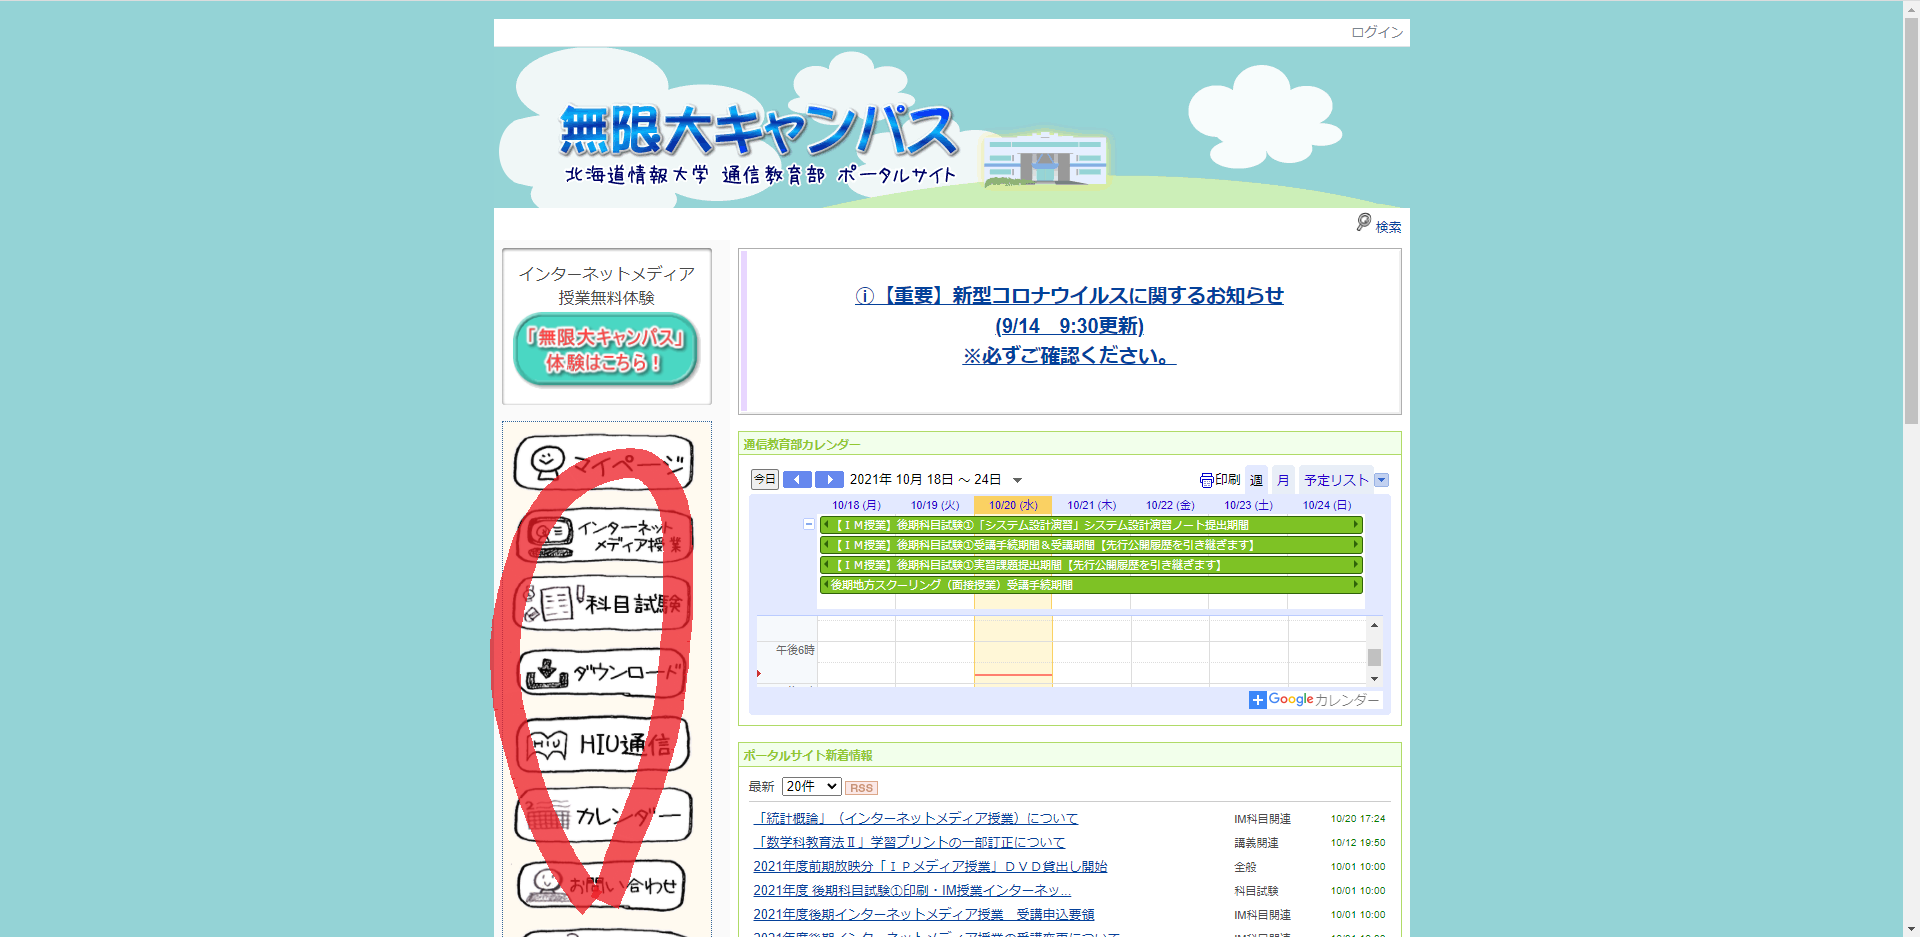 ログイン
無限大キャンパス
北海道情報大学 通信教育部 ポータルサイト
検索
インターネットメディア
授業無料体験
「無限大キャンパス」
体験はこちら！
マイページ
インターネット
メディア授業
科目試験
ダウンロード
HIU
HIU通信
カレンダー
お問い合わせ
ⓘ【重要】新型コロナウイルスに関するお知らせ
(9/14　9:30更新)
※必ずご確認ください。
通信教育部カレンダー
今日 2021年 10月 18日 ～ 24日 印刷 週 月 予定リスト
10/18 (月) 10/19 (火) 10/20 (水) 10/21 (木) 10/22 (金) 10/23 (土) 10/24 (日)
【ＩＭ授業】後期科目試験①「システム設計演習」システム設計演習ノート提出期間
【ＩＭ授業】後期科目試験①受講手続期間＆受講期間【先行公開履歴を引き継ぎます】
【ＩＭ授業】後期科目試験①実習課題提出期間【先行公開履歴を引き継ぎます】
後期地方スクーリング（面接授業）受講手続期間
午後6時
Googleカレンダー
ポータルサイト新着情報
最新 20件 RSS
「統計概論」（インターネットメディア授業）について IM科目関連 10/20 17:24
「数学科教育法Ⅱ」学習プリントの一部訂正について 講義関連 10/12 19:50
2021年度前期放映分「ＩＰメディア授業」ＤＶＤ貸出し開始 全般 10/01 10:00
2021年度 後期科目試験①印刷・IM授業インターネッ... 科目試験 10/01 10:00
2021年度後期インターネットメディア授業　受講申込要領 IM科目関連 10/01 10:00